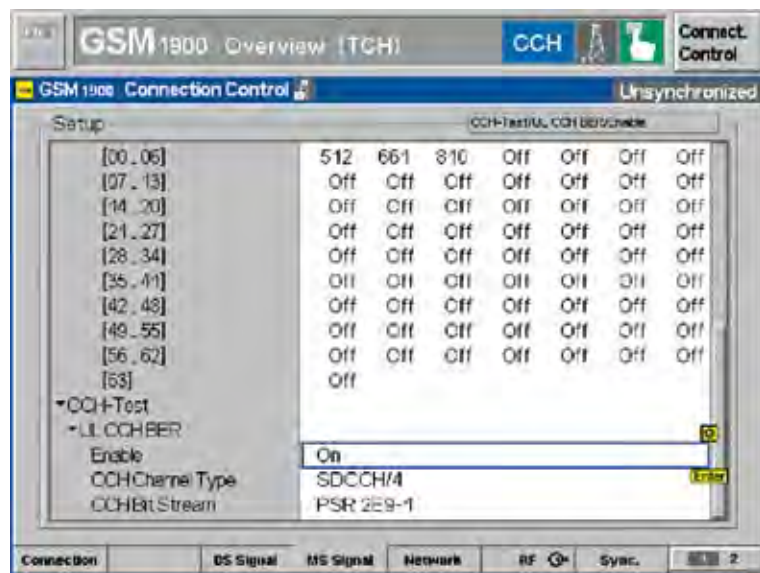 GSM 1900 Overview (TCH) CCH Connect. Control
GSM 1900 Connection Control Unsynchronized
Setup CCH-Test/UL CCH BER/Enable
[00..06] 512 661 810 Off Off Off Off
[07..13] Off Off Off Off Off Off Off
[14..20] Off Off Off Off Off Off Off
[21..27] Off Off Off Off Off Off Off
[28..34] Off Off Off Off Off Off Off
[35..41] Off Off Off Off Off Off Off
[42..48] Off Off Off Off Off Off Off
[49..55] Off Off Off Off Off Off Off
[56..62] Off Off Off Off Off Off Off
[63] Off
CCH-Test
UL CCH BER
Enable On
CCH Channel Type SDCCH/4 Enter
CCH Bit Stream PSR 2E9-1
Connection BS Signal MS Signal Network RF Sync. 1 2